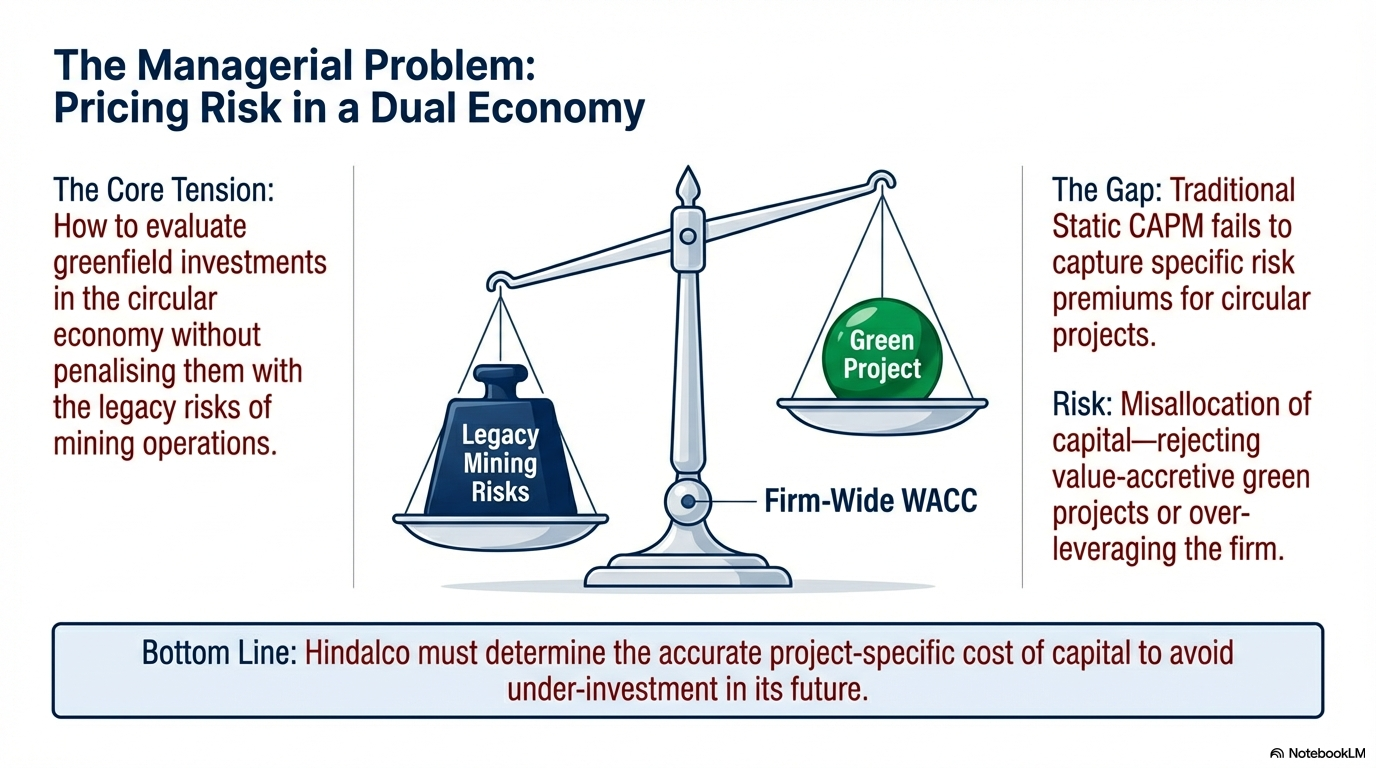 The Managerial Problem:
Pricing Risk in a Dual Economy
The Core Tension:
How to evaluate
greenfield investments
in the circular
economy without
penalising them with
the legacy risks of
mining operations.
Legacy
Mining
Risks
Green
Project
Firm-Wide WACC
The Gap: Traditional
Static CAPM fails to
capture specific risk
premiums for circular
projects.
Risk: Misallocation of
capital—rejecting
value-accretive green
projects or over-
leveraging the firm.
Bottom Line: Hindalco must determine the accurate project-specific cost of capital to avoid
under-investment in its future.
NotebookLM